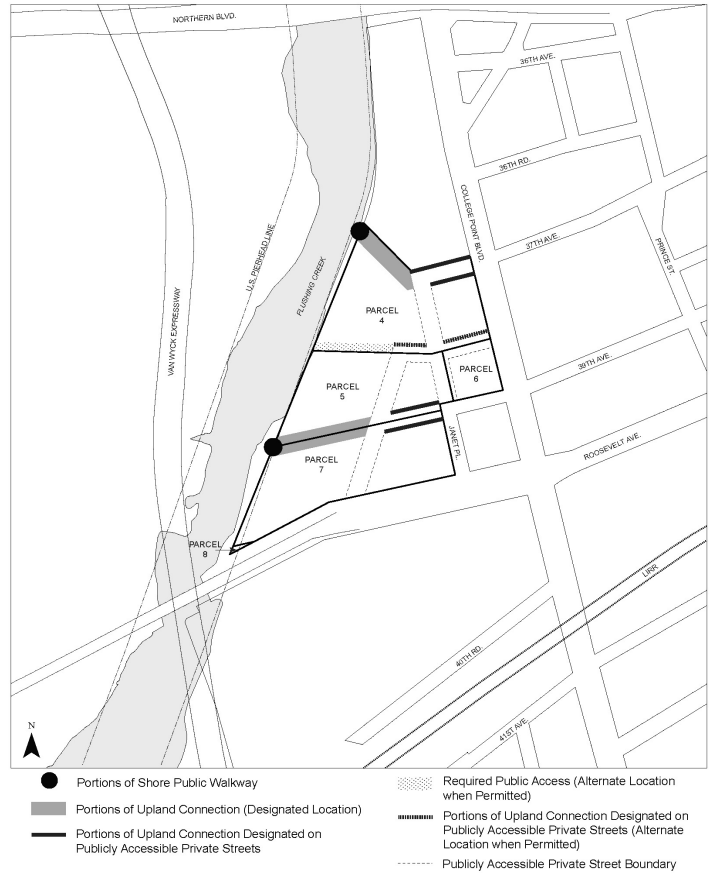 NORTHERN BLVD.
36TH AVE.
36TH RD.
COLLEGE POINT BLVD.
37TH AVE.
PRINCE ST.
U.S. PIERHEAD LINE
FLUSHING CREEK
VAN WYCK EXPRESSWAY
PARCEL
4
39TH AVE.
PARCEL
5
PARCEL
6
JANET PL.
ROOSEVELT AVE.
PARCEL
7
PARCEL
8
LIRR
40TH RD.
41ST AVE.
N
Portions of Shore Public Walkway
Portions of Upland Connection (Designated Location)
Portions of Upland Connection Designated on
Publicly Accessible Private Streets
Required Public Access (Alternate Location
when Permitted)
Portions of Upland Connection Designated on
Publicly Accessible Private Streets (Alternate
Location when Permitted)
Publicly Accessible Private Street Boundary